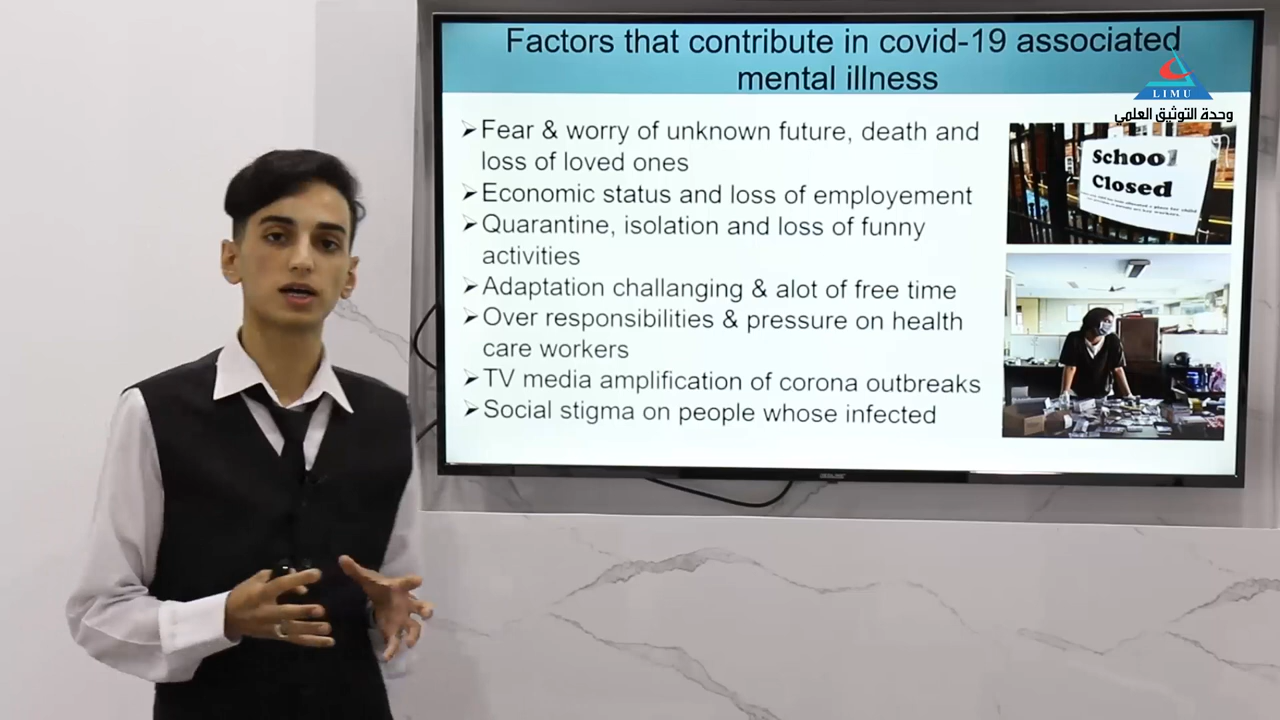 Factors that contribute in covid-19 associated
mental illness
LIMU
وحدة التوثيق العلمي
➢Fear & worry of unknown future, death and
loss of loved ones
➢Economic status and loss of employement
➢Quarantine, isolation and loss of funny
activities
➢Adaptation challanging & alot of free time
➢Over responsibilities & pressure on health
care workers
➢TV media amplification of corona outbreaks
➢Social stigma on people whose infected
School
Closed